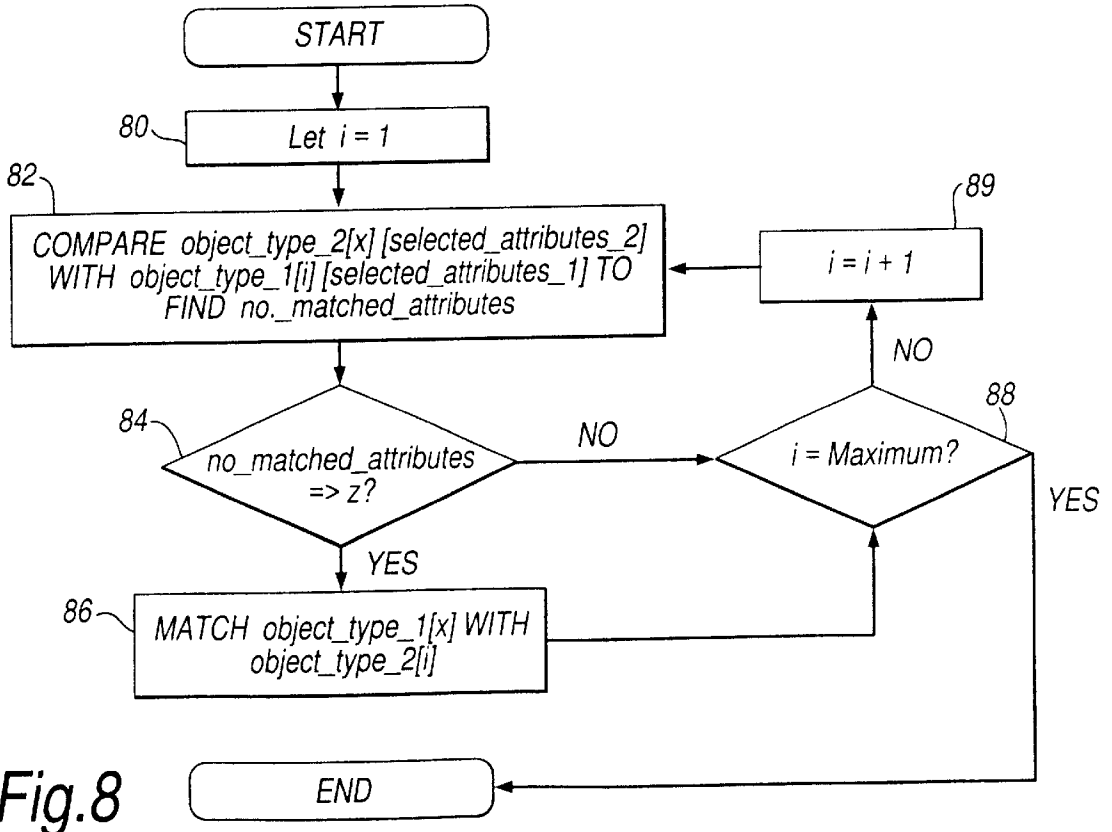 START
80
Let i = 1
82
COMPARE object_type_2[x] [selected_attributes_2]
WITH object_type_1[i] [selected_attributes_1] TO
FIND no._matched_attributes
89
i = i + 1
NO
84
no_matched_attributes
=> z?
NO
88
i = Maximum?
YES
YES
86
MATCH object_type_1[x] WITH
object_type_2[i]
END
Fig.8